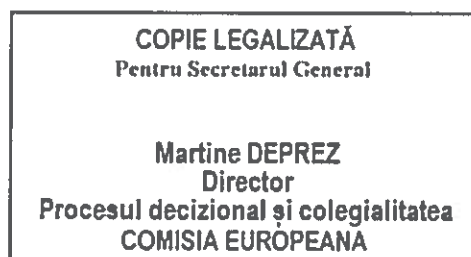 COPIE LEGALIZATĂ
Pentru Secretarul General
Martine DEPREZ
Director
Procesul decizional și colegialitatea
COMISIA EUROPEANA